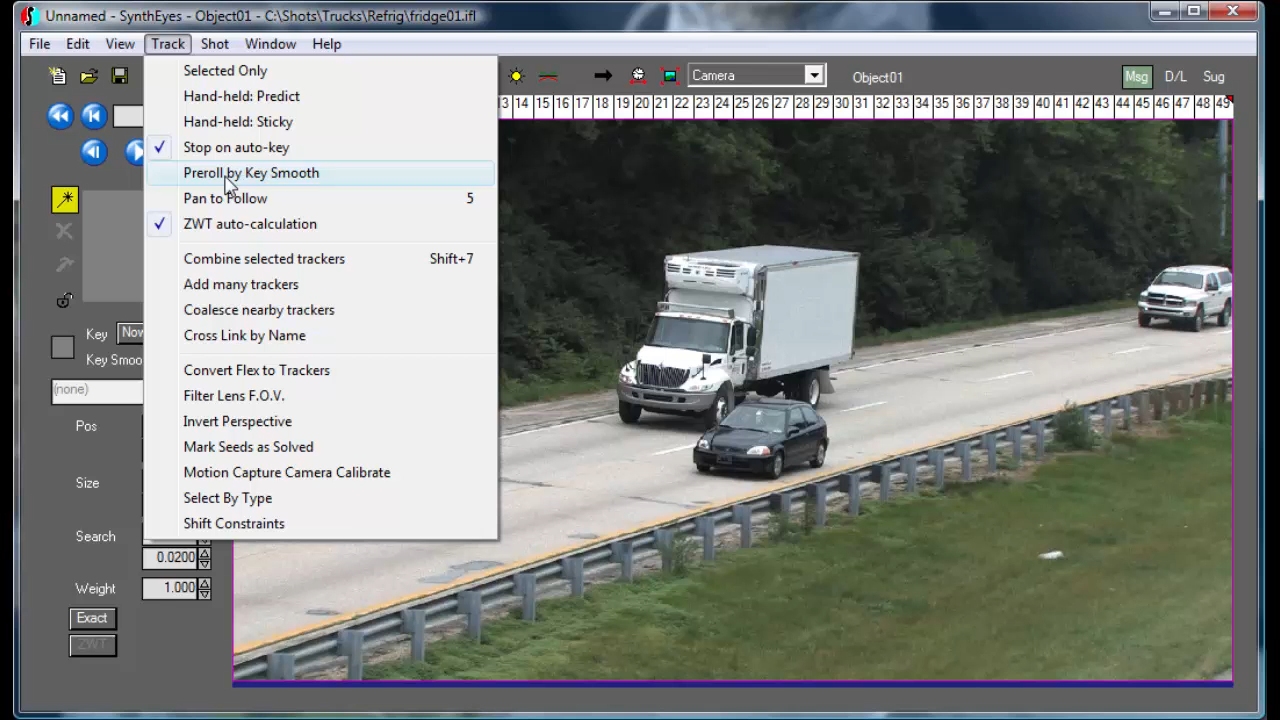 Unnamed - SynthEyes - Object01 - C:\Shots\Trucks\Refrig\fridge01.ifl
File Edit View Track Shot Window Help
Camera Object01 Msg D/L Sug
13 14 15 16 17 18 19 20 21 22 23 24 25 26 27 28 29 30 31 32 33 34 35 36 37 38 39 40 41 42 43 44 45 46 47 48 49
Selected Only
Hand-held: Predict
Hand-held: Sticky
Stop on auto-key
Preroll by Key Smooth
Pan to Follow 5
ZWT auto-calculation
Combine selected trackers Shift+7
Add many trackers
Coalesce nearby trackers
Cross Link by Name
Convert Flex to Trackers
Filter Lens F.O.V.
Invert Perspective
Mark Seeds as Solved
Motion Capture Camera Calibrate
Select By Type
Shift Constraints
Key Now
Key Smoo
(none)
Pos
Size
Search
0.0200
Weight 1.000
Exact
ZWT